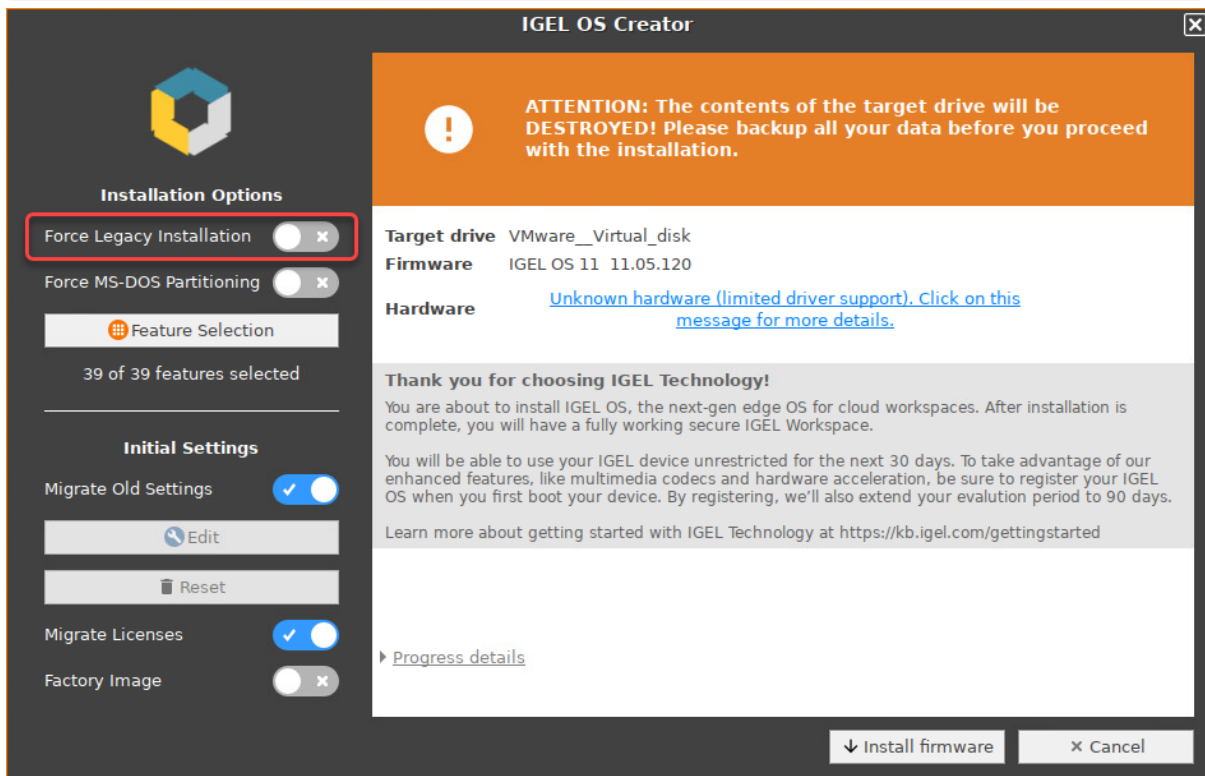 IGEL OS Creator
Installation Options
Force Legacy Installation
Force MS-DOS Partitioning
Feature Selection
39 of 39 features selected
Initial Settings
Migrate Old Settings
Edit
Reset
Migrate Licenses
Factory Image
ATTENTION: The contents of the target drive will be
DESTROYED! Please backup all your data before you proceed
with the installation.
Target drive VMware__Virtual_disk
Firmware IGEL OS 11 11.05.120
Hardware Unknown hardware (limited driver support). Click on this
message for more details.
Thank you for choosing IGEL Technology!
You are about to install IGEL OS, the next-gen edge OS for cloud workspaces. After installation is
complete, you will have a fully working secure IGEL Workspace.
You will be able to use your IGEL device unrestricted for the next 30 days. To take advantage of our
enhanced features, like multimedia codecs and hardware acceleration, be sure to register your IGEL
OS when you first boot your device. By registering, we'll also extend your evalution period to 90 days.
Learn more about getting started with IGEL Technology at https://kb.igel.com/gettingstarted
Progress details
Install firmware
Cancel